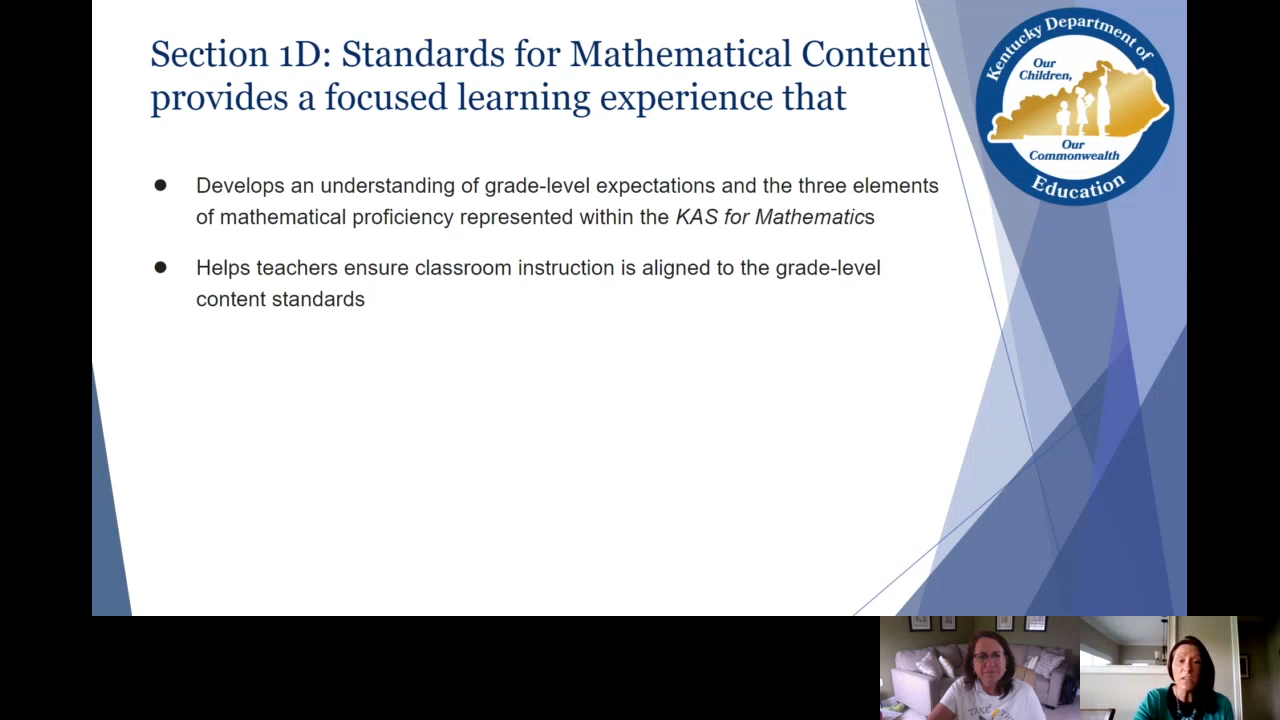 Section 1D: Standards for Mathematical Content
provides a focused learning experience that
Kentucky Department of
Our
Children,
Our
Commonwealth
Education
● Develops an understanding of grade-level expectations and the three elements
of mathematical proficiency represented within the KAS for Mathematics
● Helps teachers ensure classroom instruction is aligned to the grade-level
content standards
TAKE